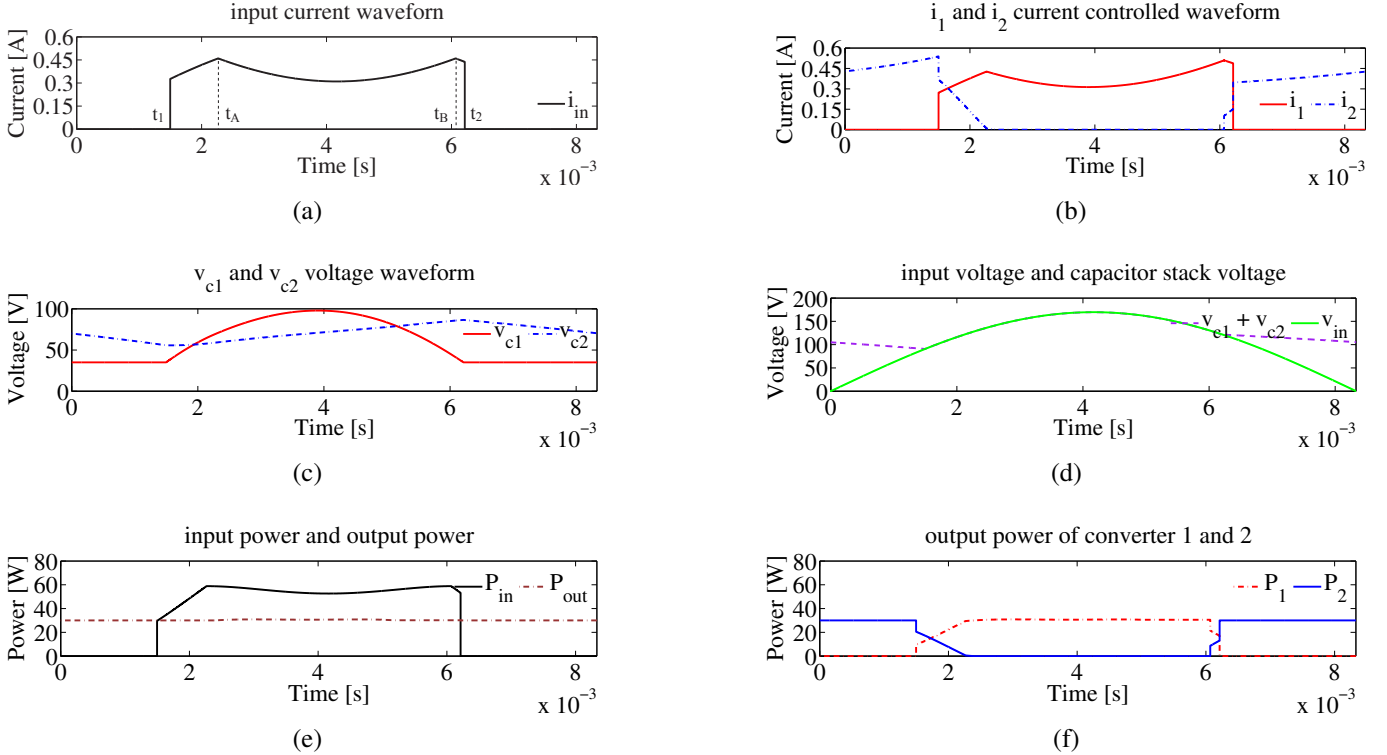 input current waveforn
Current [A]
0.6
0.45
0.3
0.15
0
t1
tA
tB
t2
iin
0 2 4 6 8
Time [s]
x 10−3
(a)
i1 and i2 current controlled waveform
Current [A]
0.6
0.45
0.3
0.15
0
i1 i2
0 2 4 6 8
Time [s]
x 10−3
(b)
vc1 and vc2 voltage waveform
Voltage [V]
100
50
0
vc1 vc2
0 2 4 6 8
Time [s]
x 10−3
(c)
input voltage and capacitor stack voltage
Voltage [V]
200
150
100
50
0
vc1 + vc2 vin
0 2 4 6 8
Time [s]
x 10−3
(d)
input power and output power
Power [W]
80
60
40
20
0
Pin Pout
0 2 4 6 8
Time [s]
x 10−3
(e)
output power of converter 1 and 2
Power [W]
80
60
40
20
0
P1 P2
0 2 4 6 8
Time [s]
x 10−3
(f)